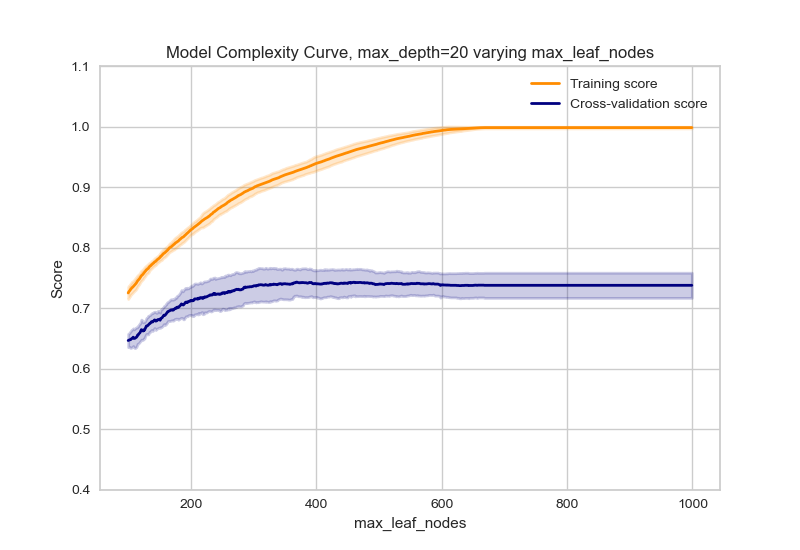 Model Complexity Curve, max_depth=20 varying max_leaf_nodes
Training score
Cross-validation score
Score
1.1
1.0
0.9
0.8
0.7
0.6
0.5
0.4
200 400 600 800 1000
max_leaf_nodes